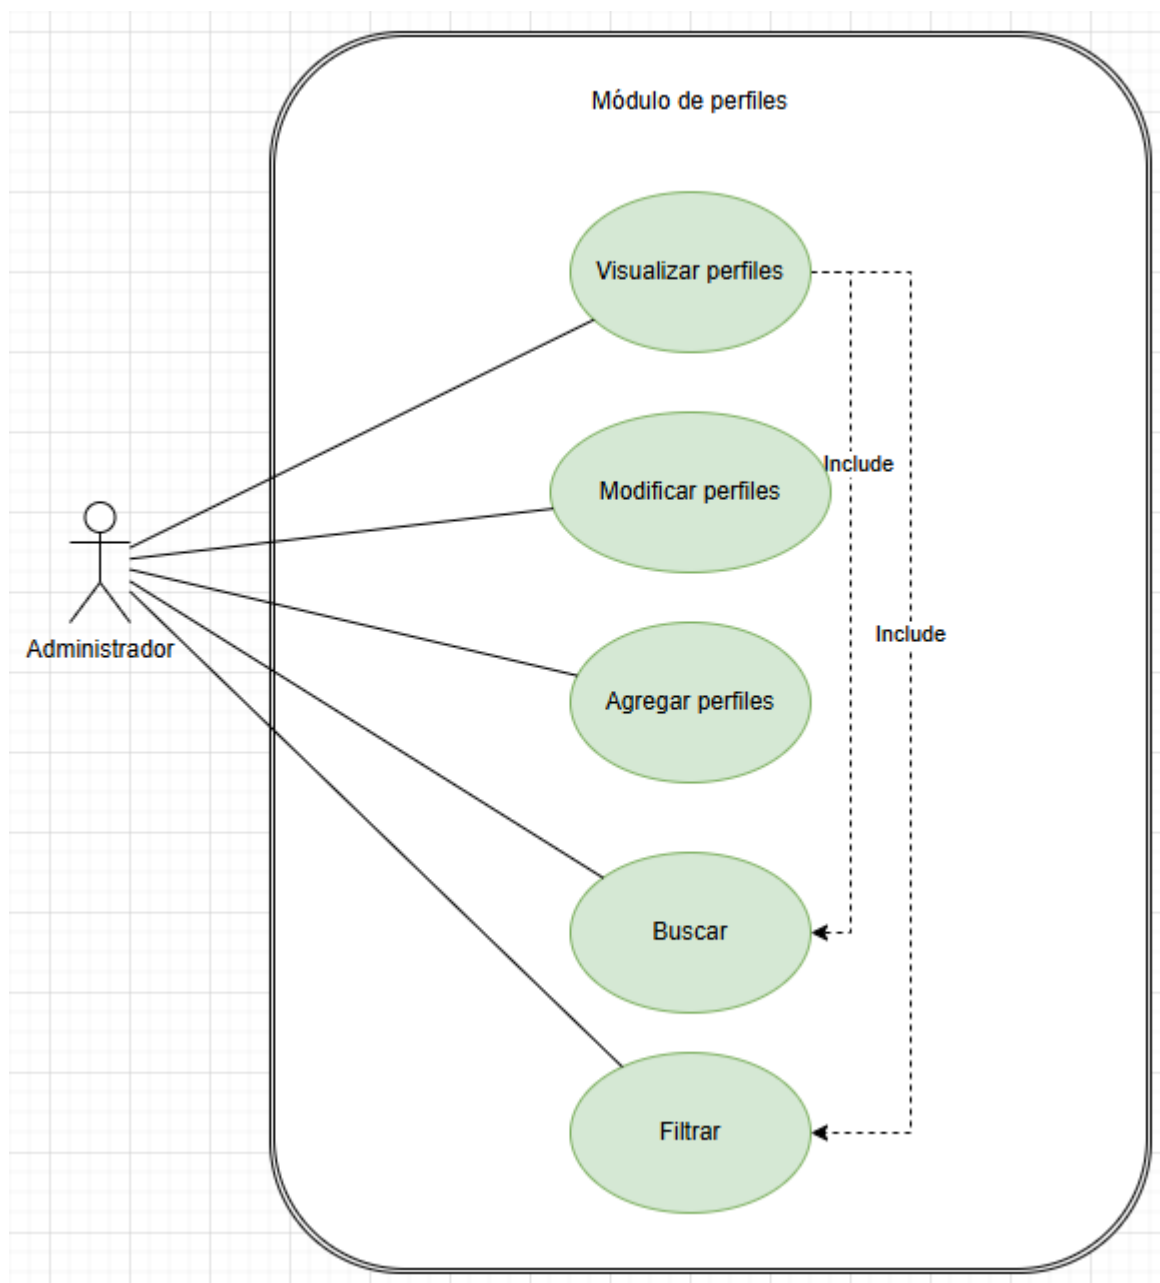 Módulo de perfiles
Visualizar perfiles
Include
Modificar perfiles
Include
Administrador
Agregar perfiles
Buscar
Filtrar